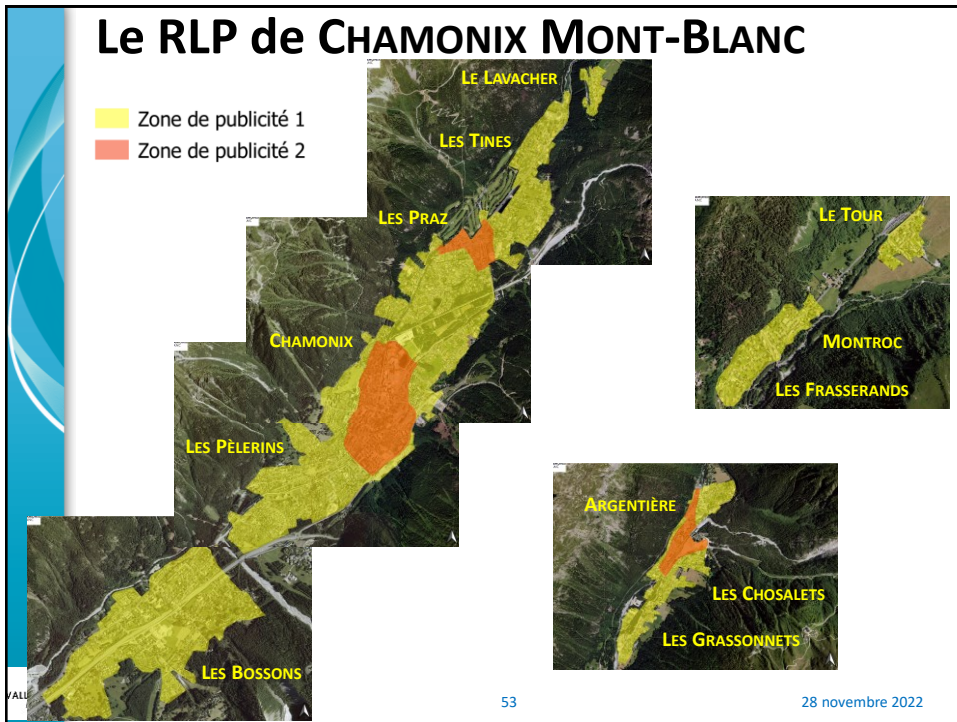 Le RLP de CHAMONIX MONT-BLANC
Zone de publicité 1
Zone de publicité 2
LE LAVACHER
LES TINES
LES PRAZ
CHAMONIX
LES PÈLERINS
LES BOSSONS
LE TOUR
MONTROC
LES FRASSERANDS
ARGENTIÈRE
LES CHOSALETS
LES GRASSONNETS
VALL
53
28 novembre 2022